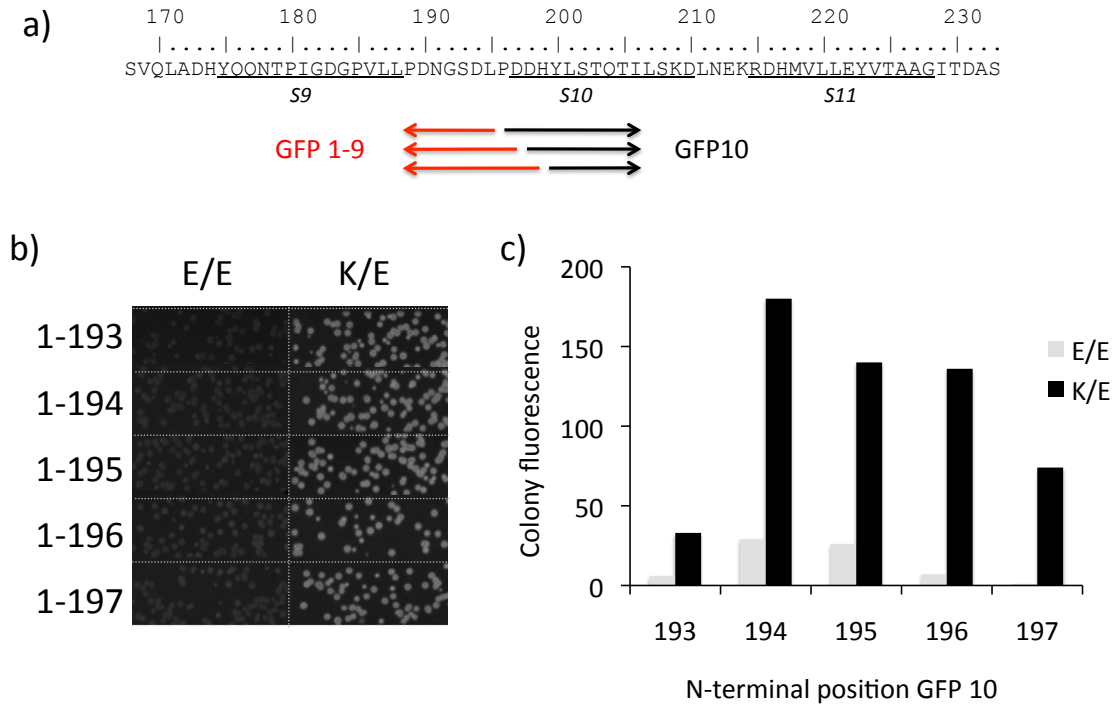 a)
170 180 190 200 210 220 230
|....|....|....|....|....|....|....|....|....|....|....|....|...
SVQLADHYQQNTPIGDGPVLLPDNGSDLPDDHYLSTQTILSKDLNEKRDHMVLLEYVTAAGITDAS
S9 S10 S11
GFP 1-9 GFP10
b)
E/E K/E
1-193
1-194
1-195
1-196
1-197
c)
200
150
100
50
0
Colony fluorescence
E/E
K/E
193 194 195 196 197
N-terminal position GFP 10